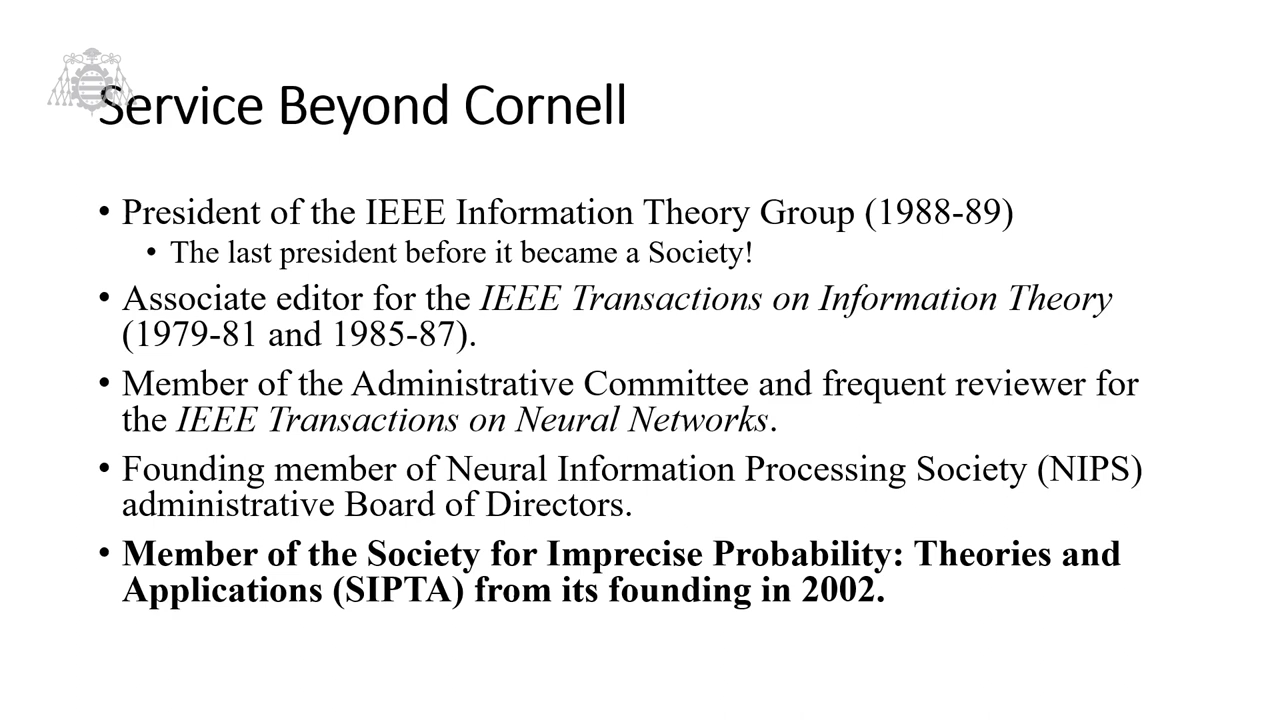 Service Beyond Cornell
• President of the IEEE Information Theory Group (1988-89)
• The last president before it became a Society!
• Associate editor for the IEEE Transactions on Information Theory
(1979-81 and 1985-87).
• Member of the Administrative Committee and frequent reviewer for
the IEEE Transactions on Neural Networks.
• Founding member of Neural Information Processing Society (NIPS)
administrative Board of Directors.
• Member of the Society for Imprecise Probability: Theories and
Applications (SIPTA) from its founding in 2002.